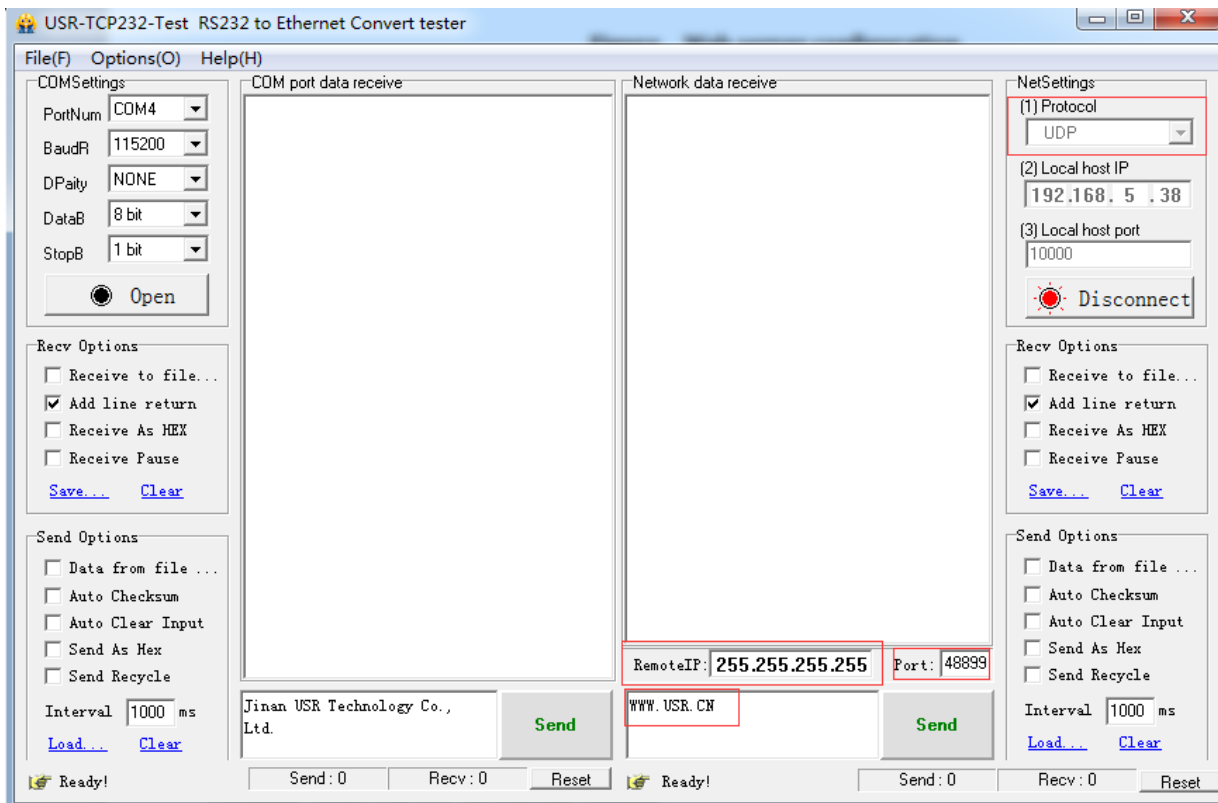 USR-TCP232-Test RS232 to Ethernet Convert tester
File(F) Options(O) Help(H)
COMSettings
PortNum COM4
BaudR 115200
DPaity NONE
DataB 8 bit
StopB 1 bit
Open
Recv Options
Receive to file...
Add line return
Receive As HEX
Receive Pause
Save... Clear
Send Options
Data from file ...
Auto Checksum
Auto Clear Input
Send As Hex
Send Recycle
Interval 1000 ms
Load... Clear
Ready!
COM port data receive
Jinan USR Technology Co.,
Ltd.
Send
Send : 0 Recv : 0 Reset
Network data receive
RemoteIP: 255.255.255.255 Port: 48899
WWW.USR.CN
Send
Ready!
Send : 0 Recv : 0 Reset
NetSettings
(1) Protocol
UDP
(2) Local host IP
192.168. 5 .38
(3) Local host port
10000
Disconnect
Recv Options
Receive to file...
Add line return
Receive As HEX
Receive Pause
Save... Clear
Send Options
Data from file ...
Auto Checksum
Auto Clear Input
Send As Hex
Send Recycle
Interval 1000 ms
Load... Clear